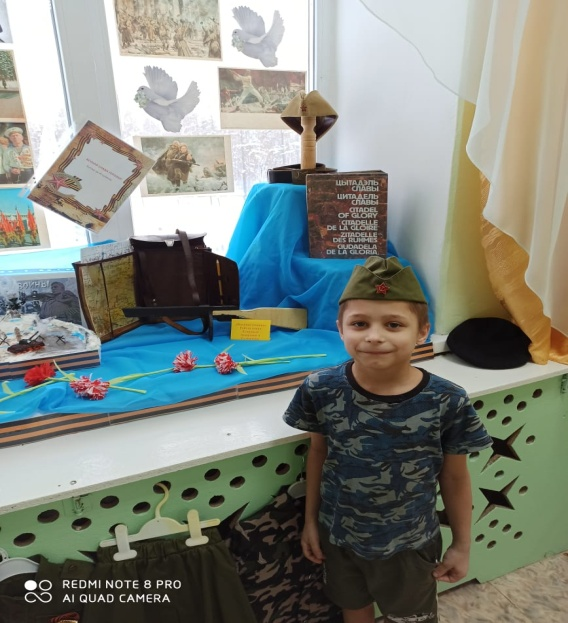 ЦЫТАДЭЛЬ
СЛАВЫ
ЦИТАДЕЛЬ
СЛАВЫ
CITADEL
OF GLORY
CITADELLE
DE LA GLOIRE
ZITADELLE
DES RUHMES
CIUDADELA
DE LA GLORIA
ВОЙНЫ
REDMI NOTE 8 PRO
AI QUAD CAMERA